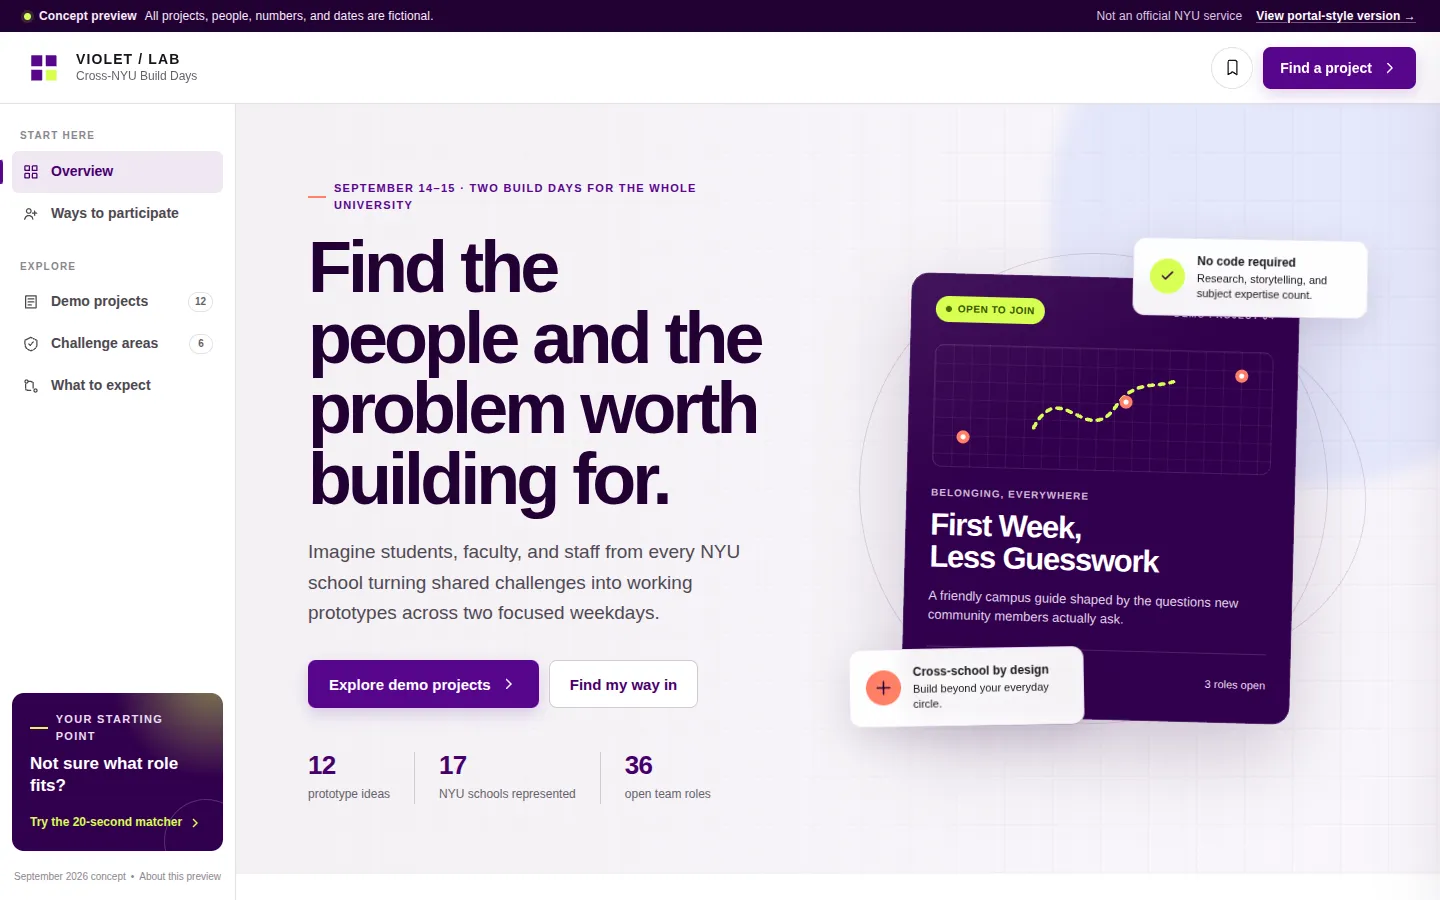 Concept preview All projects, people, numbers, and dates are fictional.
Not an official NYU service View portal-style version →
VIOLET / LAB
Cross-NYU Build Days
Find a project
START HERE
Overview
Ways to participate
EXPLORE
Demo projects 12
Challenge areas 6
What to expect
YOUR STARTING
POINT
Not sure what role
fits?
Try the 20-second matcher
September 2026 concept • About this preview
SEPTEMBER 14–15 · TWO BUILD DAYS FOR THE WHOLE
UNIVERSITY
Find the
people and the
problem worth
building for.
Imagine students, faculty, and staff from every NYU
school turning shared challenges into working
prototypes across two focused weekdays.
Explore demo projects
Find my way in
12
prototype ideas
17
NYU schools represented
36
open team roles
No code required
Research, storytelling, and
subject expertise count.
OPEN TO JOIN
BELONGING, EVERYWHERE
First Week,
Less Guesswork
A friendly campus guide shaped by the questions new
community members actually ask.
3 roles open
Cross-school by design
Build beyond your everyday
circle.